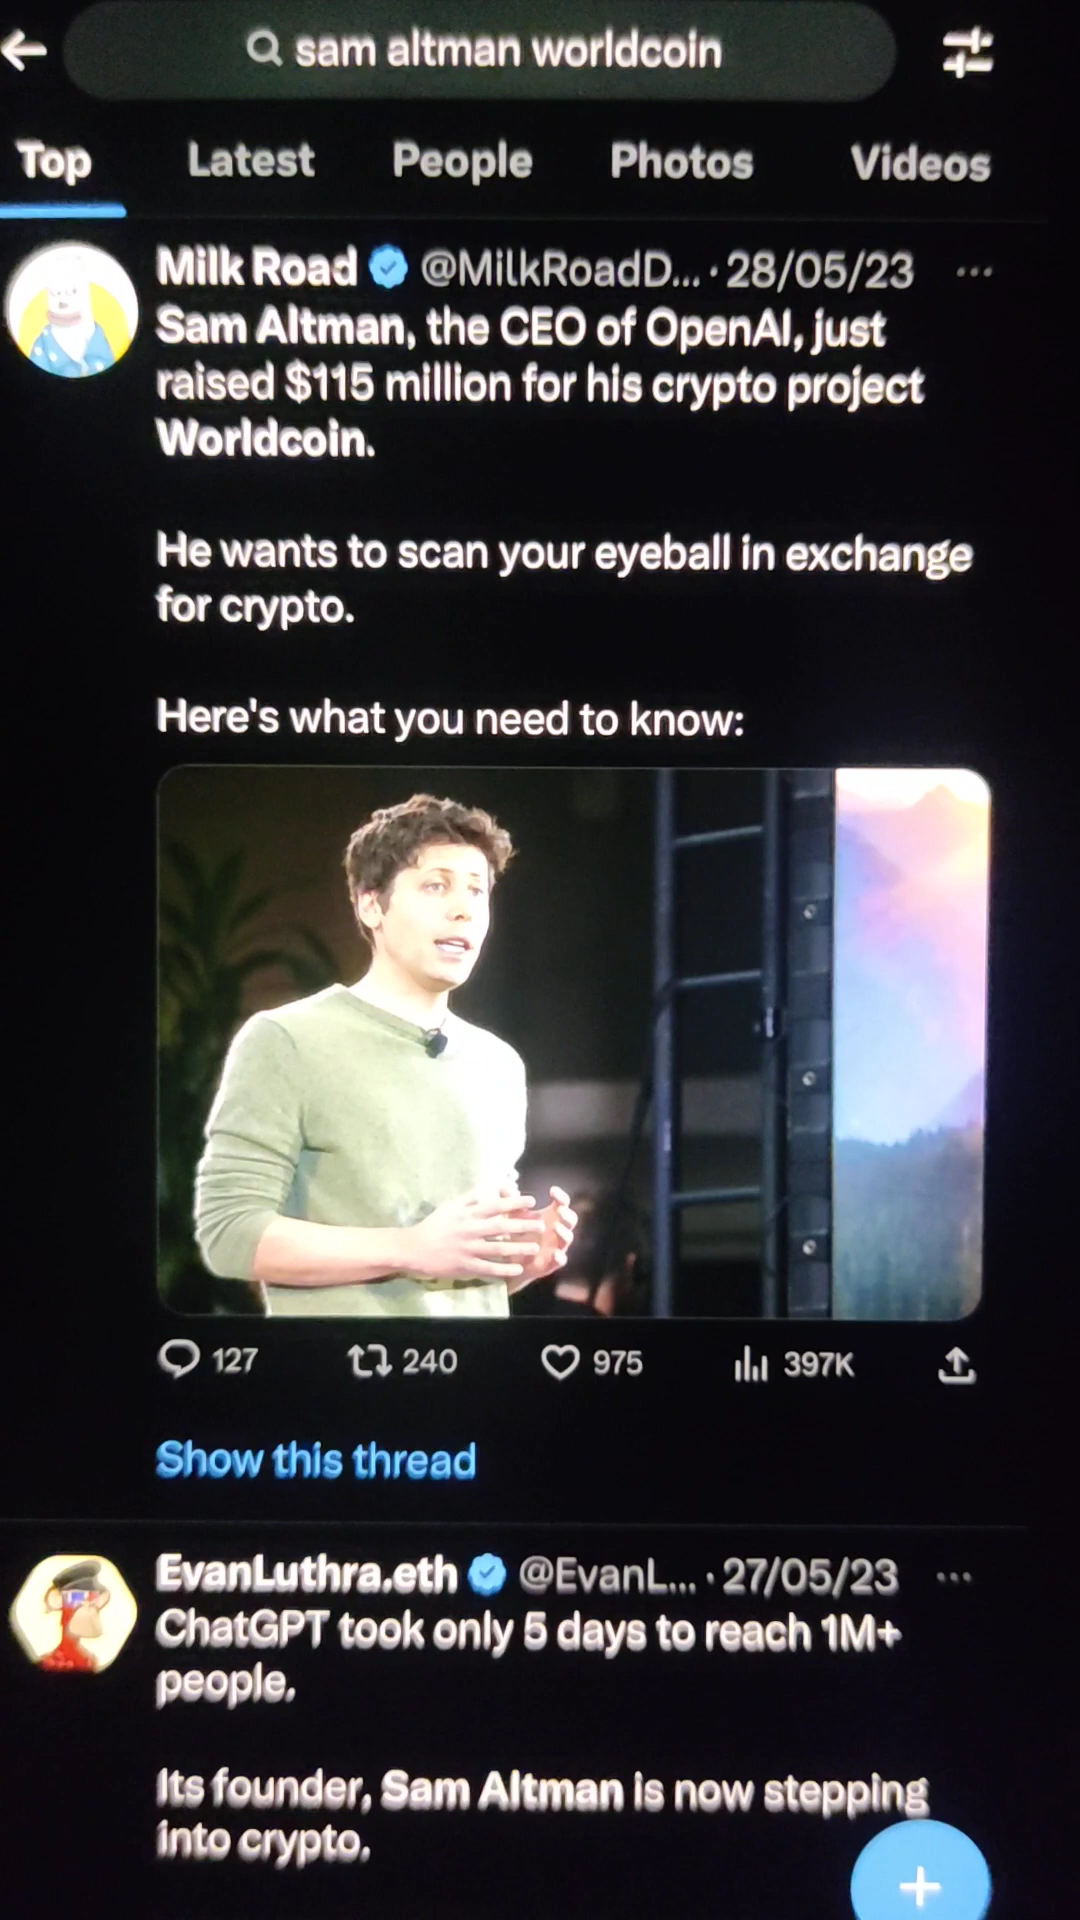 sam altman worldcoin
Top Latest People Photos Videos
Milk Road @MilkRoadD... · 28/05/23
Sam Altman, the CEO of OpenAI, just
raised $115 million for his crypto project
Worldcoin.
He wants to scan your eyeball in exchange
for crypto.
Here's what you need to know:
127 240 975 397K
Show this thread
EvanLuthra.eth @EvanL... · 27/05/23
ChatGPT took only 5 days to reach 1M+
people.
Its founder, Sam Altman is now stepping
into crypto.